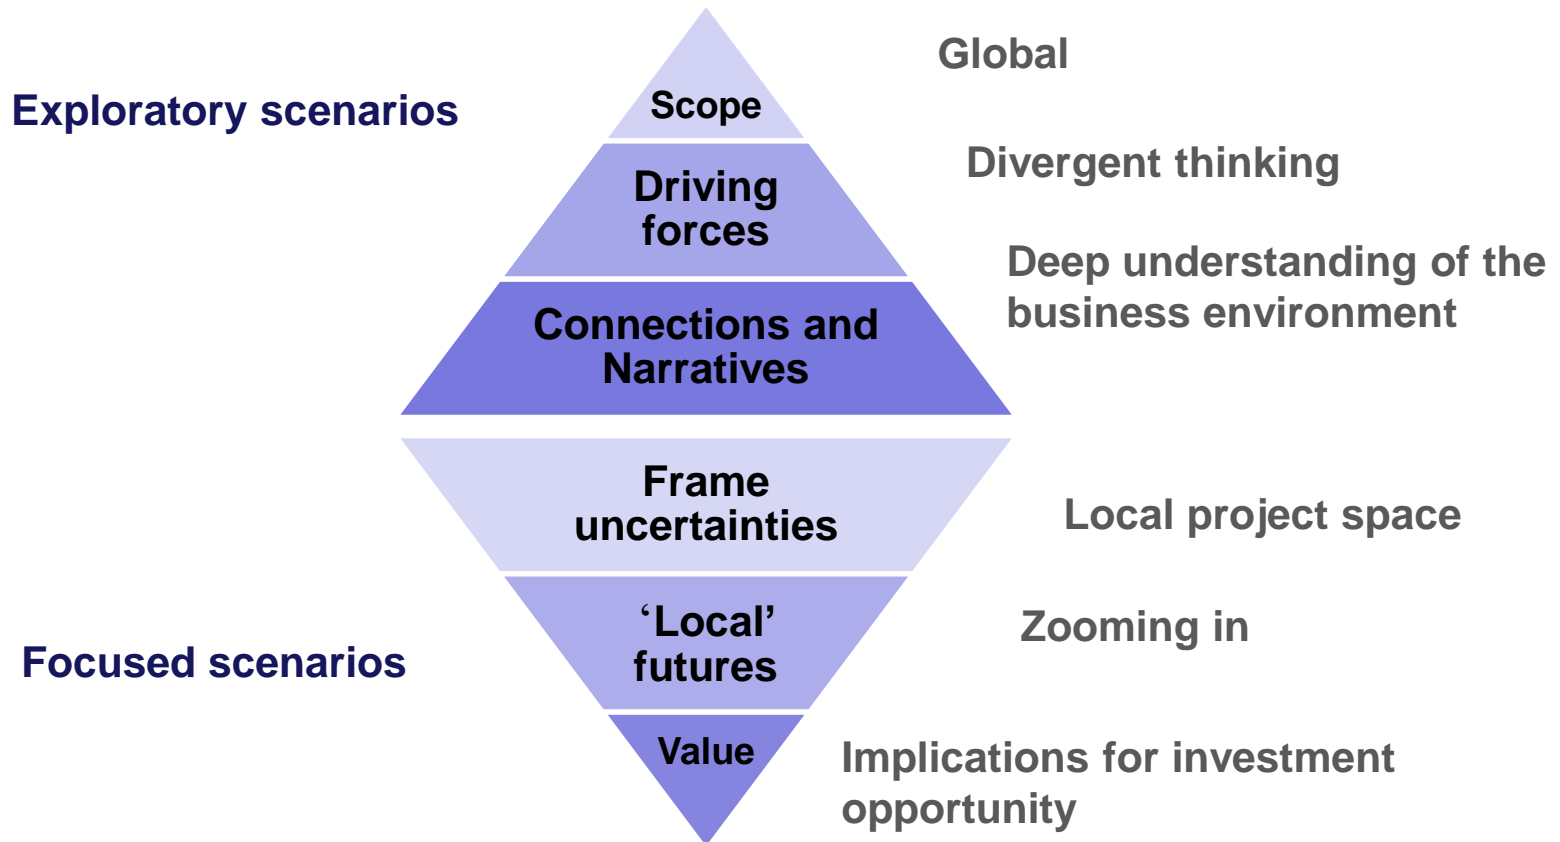 Global
Exploratory scenarios
Scope
Divergent thinking
Driving
forces
Deep understanding of the
business environment
Connections and
Narratives
Frame
uncertainties
Local project space
‘Local’
futures
Zooming in
Focused scenarios
Value
Implications for investment
opportunity